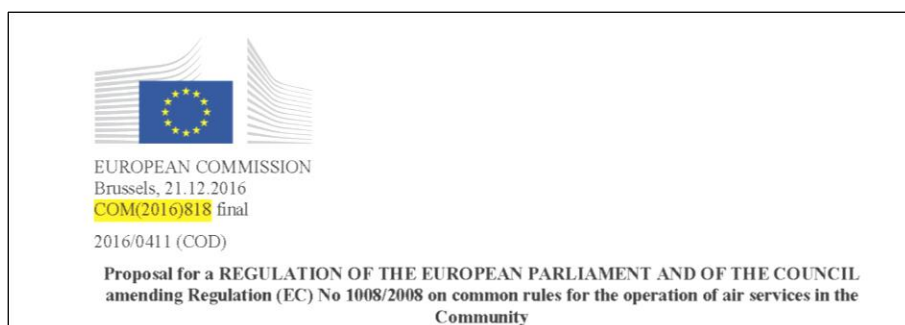 EUROPEAN COMMISSION
Brussels, 21.12.2016
COM(2016)818 final
2016/0411 (COD)
Proposal for a REGULATION OF THE EUROPEAN PARLIAMENT AND OF THE COUNCIL
amending Regulation (EC) No 1008/2008 on common rules for the operation of air services in the
Community